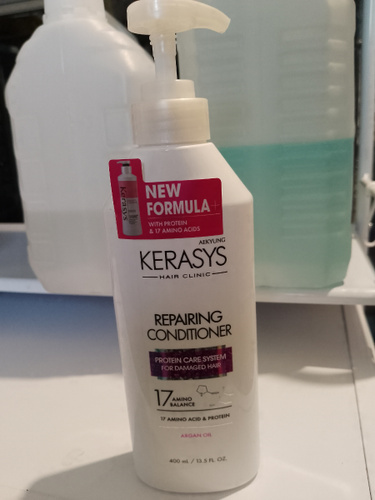 KERASYS
NEW
FORMULA+
WITH PROTEIN
& 17 AMINO ACIDS
AEKYUNG
KERASYS
HAIR CLINIC
REPAIRING
CONDITIONER
PROTEIN CARE SYSTEM
FOR DAMAGED HAIR
17 AMINO
BALANCE
17 AMINO ACID & PROTEIN
ARGAN OIL
400 ml / 13.5 FL OZ.